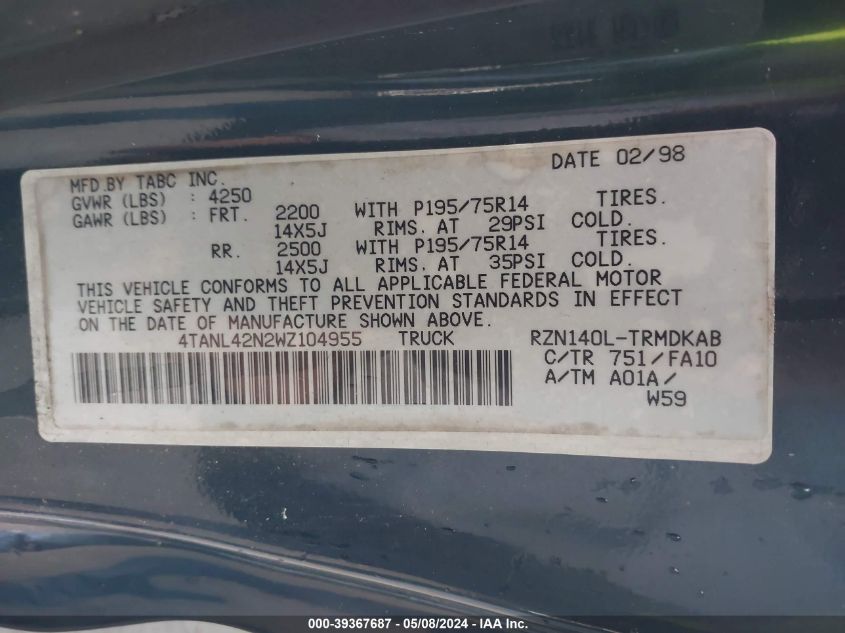 DATE 02/98
MFD.BY TABC INC.
GVWR (LBS) : 4250
GAWR (LBS) : FRT. 2200 WITH P195/75R14 TIRES.
14X5J RIMS. AT 29PSI COLD.
RR. 2500 WITH P195/75R14 TIRES.
14X5J RIMS. AT 35PSI COLD.
THIS VEHICLE CONFORMS TO ALL APPLICABLE FEDERAL MOTOR
VEHICLE SAFETY AND THEFT PREVENTION STANDARDS IN EFFECT
ON THE DATE OF MANUFACTURE SHOWN ABOVE.
4TANL42N2WZ104955 TRUCK RZN140L-TRMDKAB
C/TR 751/FA10
A/TM A01A/
W59
000-39367687 - 05/08/2024 - IAA Inc.